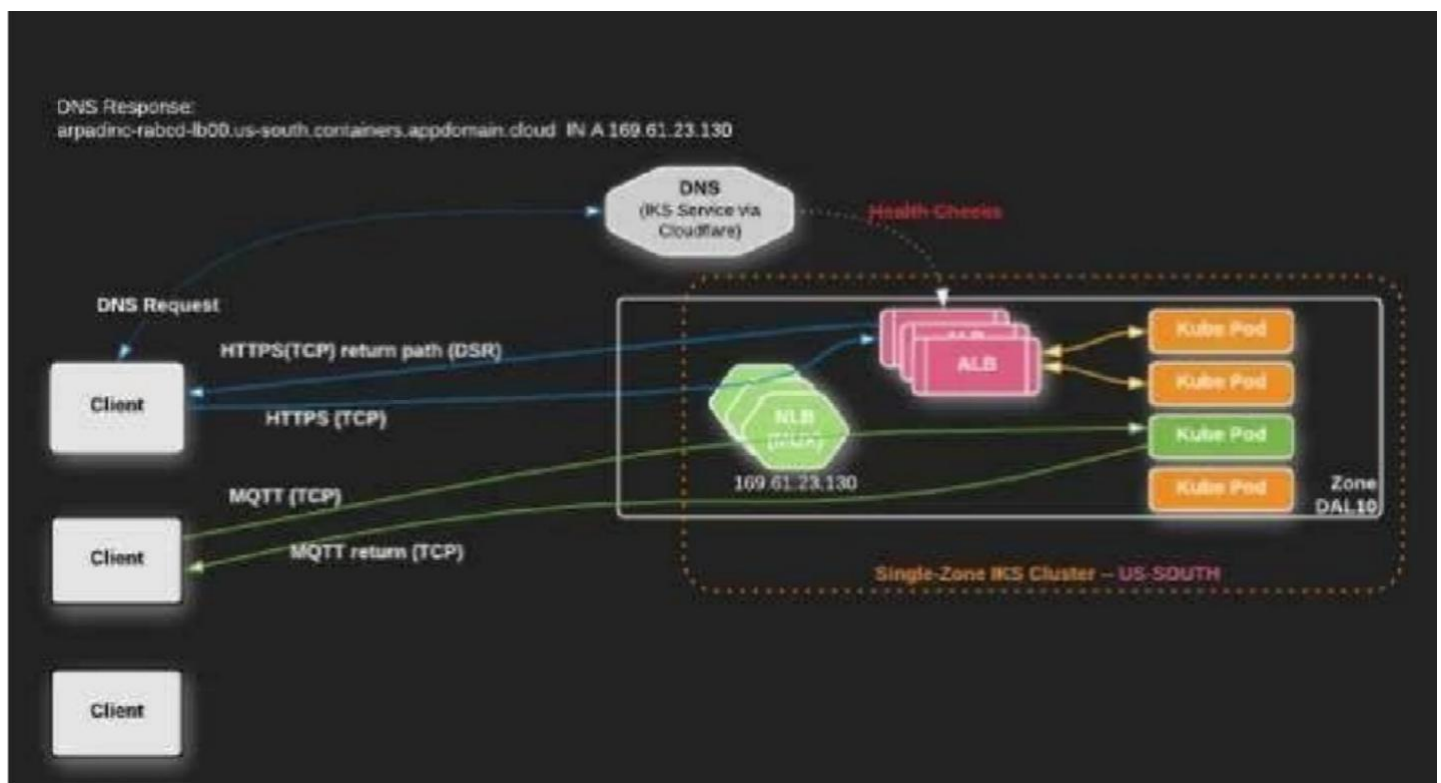 DNS Response:
arpadinc-rabcd-lb00.us-south.containers.appdomain.cloud IN A 169.61.23.130
DNS
(IKS Service via
Cloudflare)
Health Checks
DNS Request
HTTPS(TCP) return path (DSR)
ALB
ALB
Kube Pod
Client
Kube Pod
HTTPS (TCP)
NLB
(MUX)
Kube Pod
169.61.23.130
MQTT (TCP)
Kube Pod
Zone
DAL10
Client
MQTT return (TCP)
Single-Zone IKS Cluster – US-SOUTH
Client